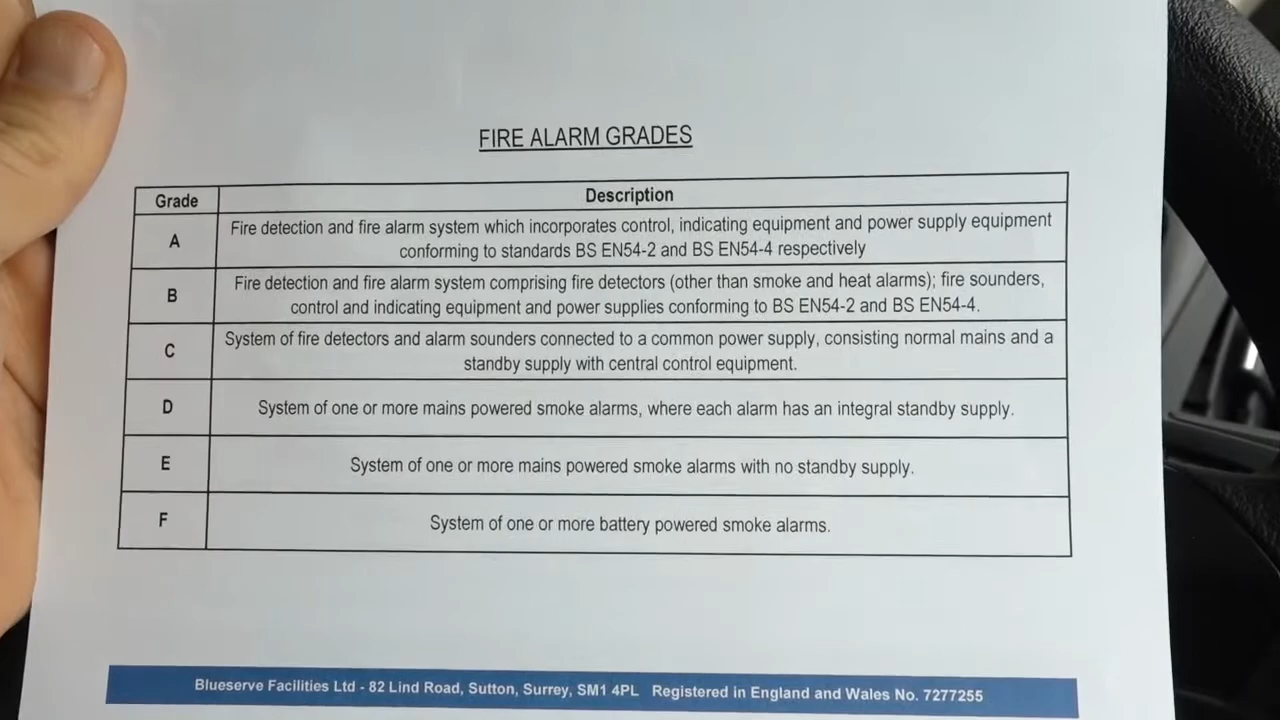 FIRE ALARM GRADES
Grade Description
A Fire detection and fire alarm system which incorporates control, indicating equipment and power supply equipment
conforming to standards BS EN54-2 and BS EN54-4 respectively
B Fire detection and fire alarm system comprising fire detectors (other than smoke and heat alarms); fire sounders,
control and indicating equipment and power supplies conforming to BS EN54-2 and BS EN54-4.
C System of fire detectors and alarm sounders connected to a common power supply, consisting normal mains and a
standby supply with central control equipment.
D System of one or more mains powered smoke alarms, where each alarm has an integral standby supply.
E System of one or more mains powered smoke alarms with no standby supply.
F System of one or more battery powered smoke alarms.
Blueserve Facilities Ltd - 82 Lind Road, Sutton, Surrey, SM1 4PL Registered in England and Wales No. 7277255